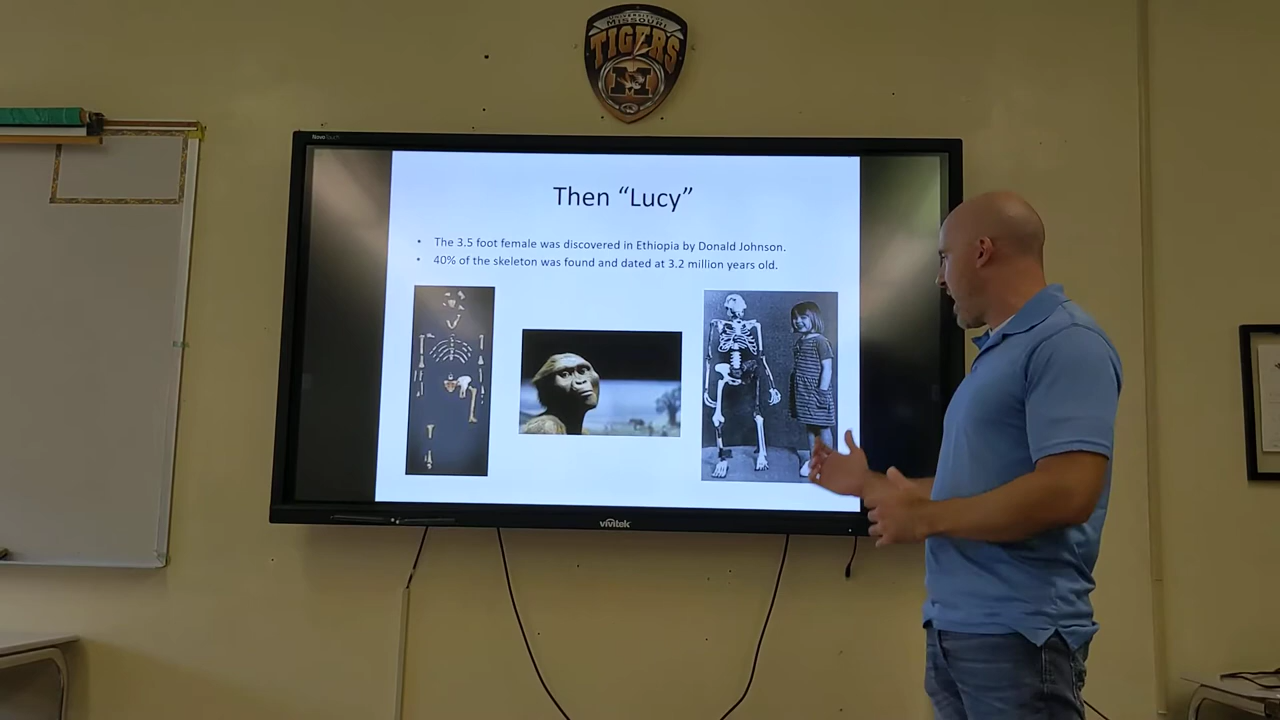 MISSOURI
TIGERS
M
Then “Lucy”
• The 3.5 foot female was discovered in Ethiopia by Donald Johnson.
• 40% of the skeleton was found and dated at 3.2 million years old.
vivitek